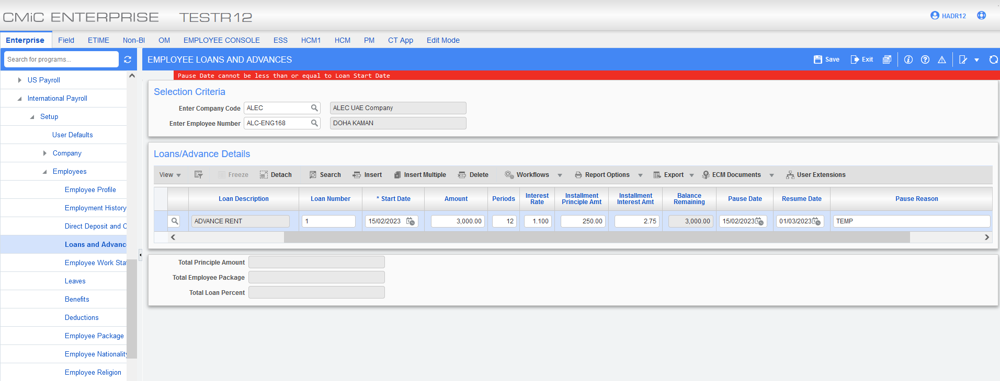 CMiC ENTERPRISE TESTR12
HADR12
Enterprise Field ETIME Non-BI OM EMPLOYEE CONSOLE ESS HCM1 HCM PM CT App Edit Mode
Search for programs...
EMPLOYEE LOANS AND ADVANCES
Save Exit
Pause Date cannot be less than or equal to Loan Start Date
US Payroll
International Payroll
Setup
User Defaults
Company
Employees
Employee Profile
Employment History
Direct Deposit and C
Loans and Advanc
Employee Work Sta
Leaves
Benefits
Deductions
Employee Package
Employee Nationality
Employee Religion
Selection Criteria
Enter Company Code ALEC ALEC UAE Company
Enter Employee Number ALC-ENG168 DOHA KAMAN
Loans/Advance Details
View Freeze Detach Search Insert Insert Multiple Delete Workflows Report Options Export ECM Documents User Extensions
Loan Description Loan Number * Start Date Amount Periods Interest Rate Installment Principle Amt Installment Interest Amt Balance Remaining Pause Date Resume Date Pause Reason
ADVANCE RENT 1 15/02/2023 3,000.00 12 1.100 250.00 2.75 3,000.00 15/02/2023 01/03/2023 TEMP
Total Principle Amount
Total Employee Package
Total Loan Percent